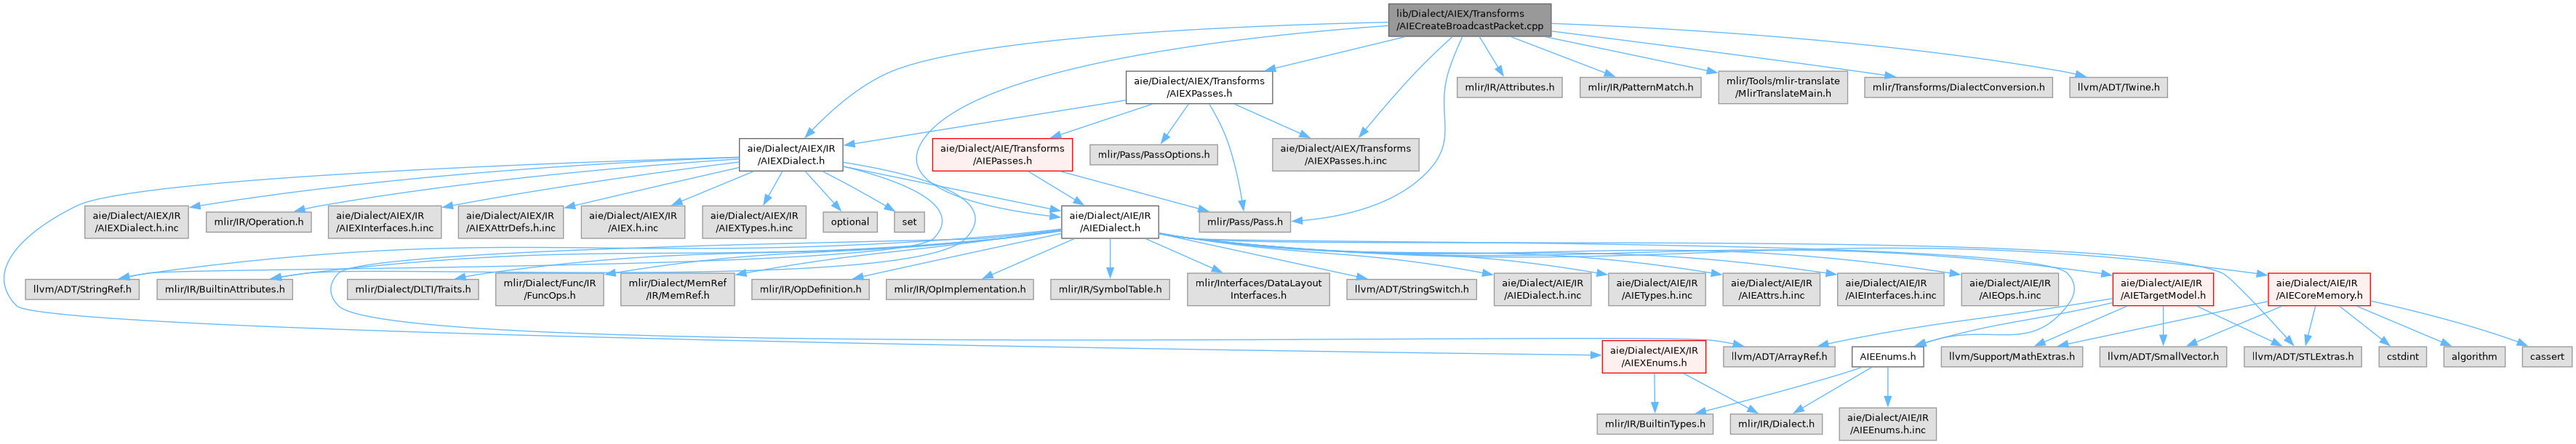 lib/Dialect/AIEX/Transforms
/AIECreateBroadcastPacket.cpp
aie/Dialect/AIEX/Transforms
/AIEXPasses.h
mlir/IR/Attributes.h
mlir/IR/PatternMatch.h
mlir/Tools/mlir-translate
/MlirTranslateMain.h
mlir/Transforms/DialectConversion.h
llvm/ADT/Twine.h
aie/Dialect/AIEX/IR
/AIEXDialect.h
aie/Dialect/AIE/Transforms
/AIEPasses.h
mlir/Pass/PassOptions.h
aie/Dialect/AIEX/Transforms
/AIEXPasses.h.inc
aie/Dialect/AIEX/IR
/AIEXDialect.h.inc
mlir/IR/Operation.h
aie/Dialect/AIEX/IR
/AIEXInterfaces.h.inc
aie/Dialect/AIEX/IR
/AIEXAttrDefs.h.inc
aie/Dialect/AIEX/IR
/AIEX.h.inc
aie/Dialect/AIEX/IR
/AIEXTypes.h.inc
optional
set
aie/Dialect/AIE/IR
/AIEDialect.h
mlir/Pass/Pass.h
llvm/ADT/StringRef.h
mlir/IR/BuiltinAttributes.h
mlir/Dialect/DLTI/Traits.h
mlir/Dialect/Func/IR
/FuncOps.h
mlir/Dialect/MemRef
/IR/MemRef.h
mlir/IR/OpDefinition.h
mlir/IR/OpImplementation.h
mlir/IR/SymbolTable.h
mlir/Interfaces/DataLayout
Interfaces.h
llvm/ADT/StringSwitch.h
aie/Dialect/AIE/IR
/AIEDialect.h.inc
aie/Dialect/AIE/IR
/AIETypes.h.inc
aie/Dialect/AIE/IR
/AIEAttrs.h.inc
aie/Dialect/AIE/IR
/AIEInterfaces.h.inc
aie/Dialect/AIE/IR
/AIEOps.h.inc
aie/Dialect/AIE/IR
/AIETargetModel.h
aie/Dialect/AIE/IR
/AIECoreMemory.h
aie/Dialect/AIEX/IR
/AIEXEnums.h
llvm/ADT/ArrayRef.h
AIEEnums.h
llvm/Support/MathExtras.h
llvm/ADT/SmallVector.h
llvm/ADT/STLExtras.h
cstdint
algorithm
cassert
mlir/IR/BuiltinTypes.h
mlir/IR/Dialect.h
aie/Dialect/AIE/IR
/AIEEnums.h.inc